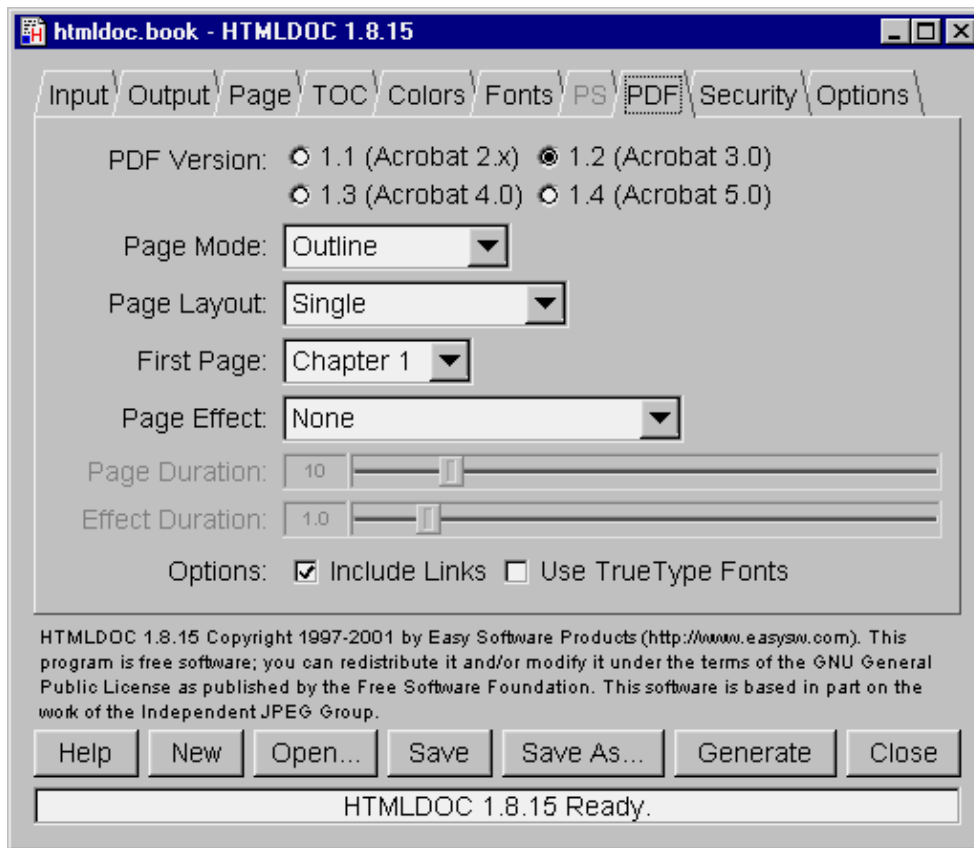 htmldoc.book - HTMLDOC 1.8.15
Input Output Page TOC Colors Fonts PS PDF Security Options
PDF Version: 1.1 (Acrobat 2.x) 1.2 (Acrobat 3.0)
1.3 (Acrobat 4.0) 1.4 (Acrobat 5.0)
Page Mode: Outline
Page Layout: Single
First Page: Chapter 1
Page Effect: None
Page Duration: 10
Effect Duration: 1.0
Options: Include Links Use TrueType Fonts
HTMLDOC 1.8.15 Copyright 1997-2001 by Easy Software Products (http://www.easysw.com). This
program is free software; you can redistribute it and/or modify it under the terms of the GNU General
Public License as published by the Free Software Foundation. This software is based in part on the
work of the Independent JPEG Group.
Help New Open... Save Save As... Generate Close
HTMLDOC 1.8.15 Ready.